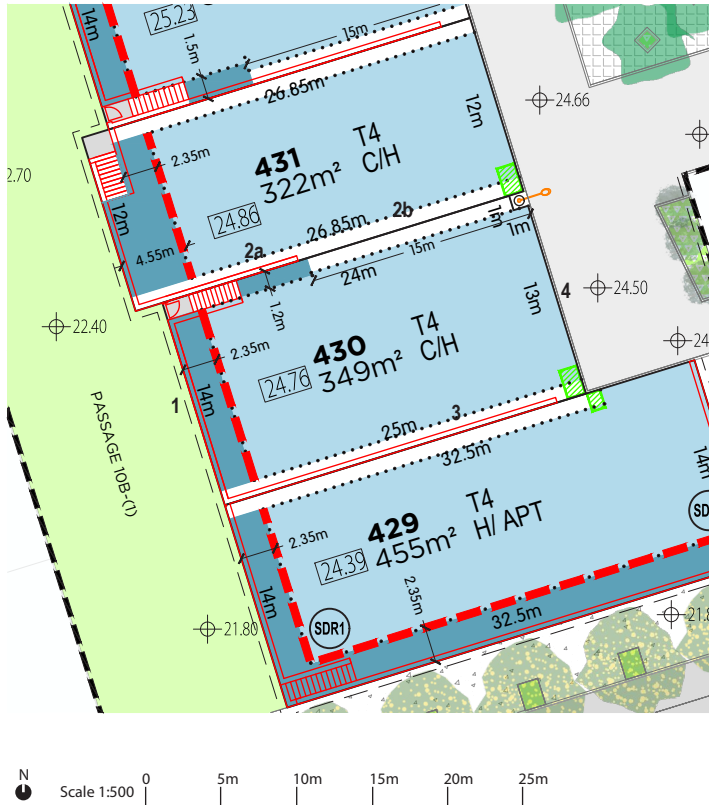 14m
25.23
1.5m
15m
26.85m
24.66
12m
431
T4
322m² C/H
2.35m
2.70
12m
24.86
2b
26.85m
1m
1m
2a
4.55m
15m
24m
4
24.50
13m
1.2m
22.40
430
T4
349m² C/H
2.35m
24.76
24
1
14m
PASSAGE 10B-(1)
3
25m
32.5m
14m
429
T4
455m² H/ APT
SD
2.35m
24.39
2.35m
14m
21.80
SDR1
32.5m
21.8
N
Scale 1:500
0 5m 10m 15m 20m 25m